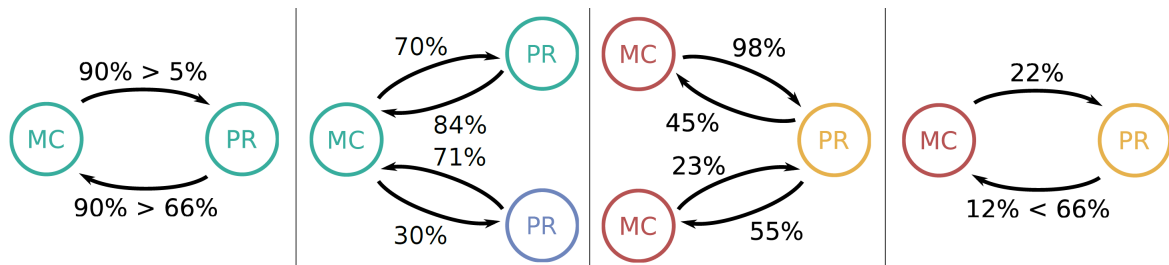 90% > 5%
MC
PR
90% > 66%
70%
PR
84%
MC
71%
30%
PR
MC
98%
45%
PR
23%
MC
55%
22%
MC
PR
12% < 66%